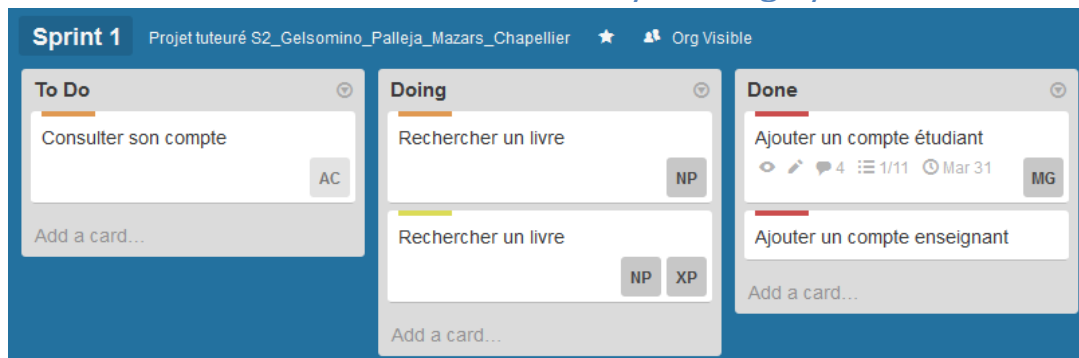 Sprint 1 Projet tuteuré S2_Gelsomino_Palleja_Mazars_Chapellier Org Visible
To Do
Consulter son compte
AC
Add a card...
Doing
Rechercher un livre
NP
Rechercher un livre
NP XP
Add a card...
Done
Ajouter un compte étudiant
4 1/11 Mar 31
MG
Ajouter un compte enseignant
Add a card...